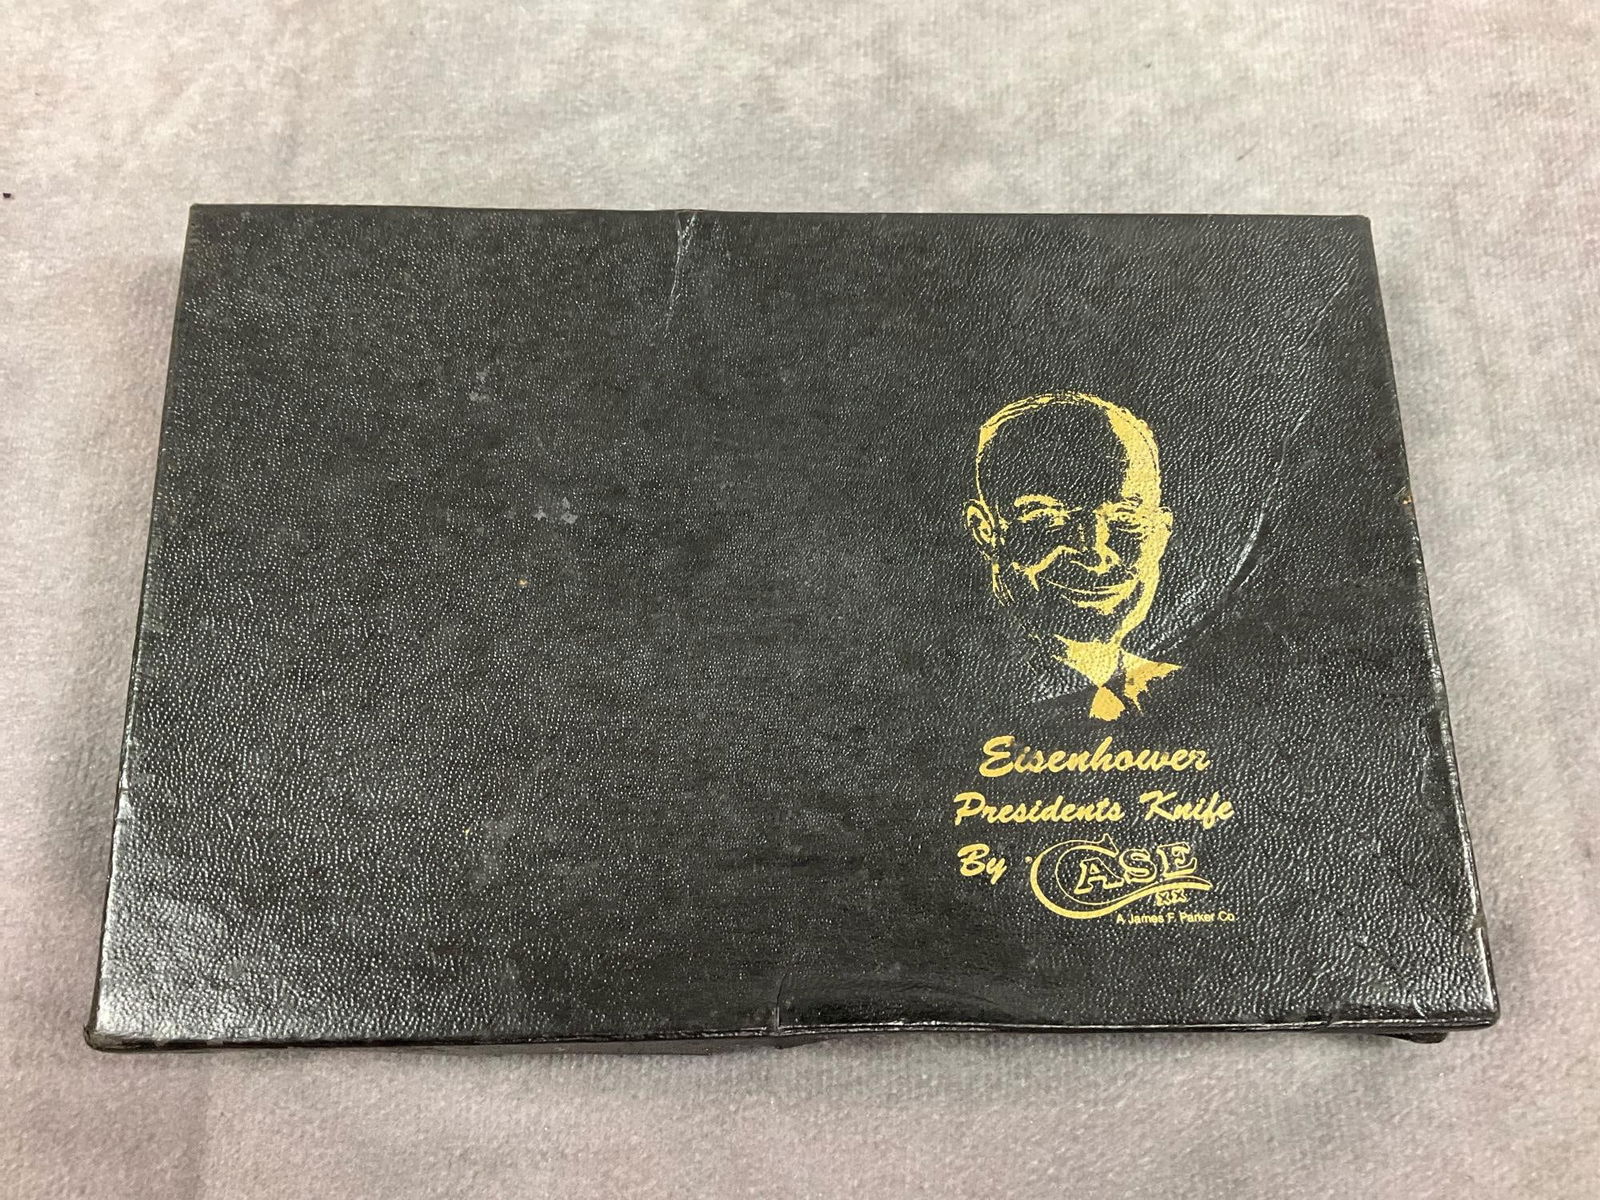 Eisenhower
Presidents Knife
By CASE
XX
A James F. Parker Co.